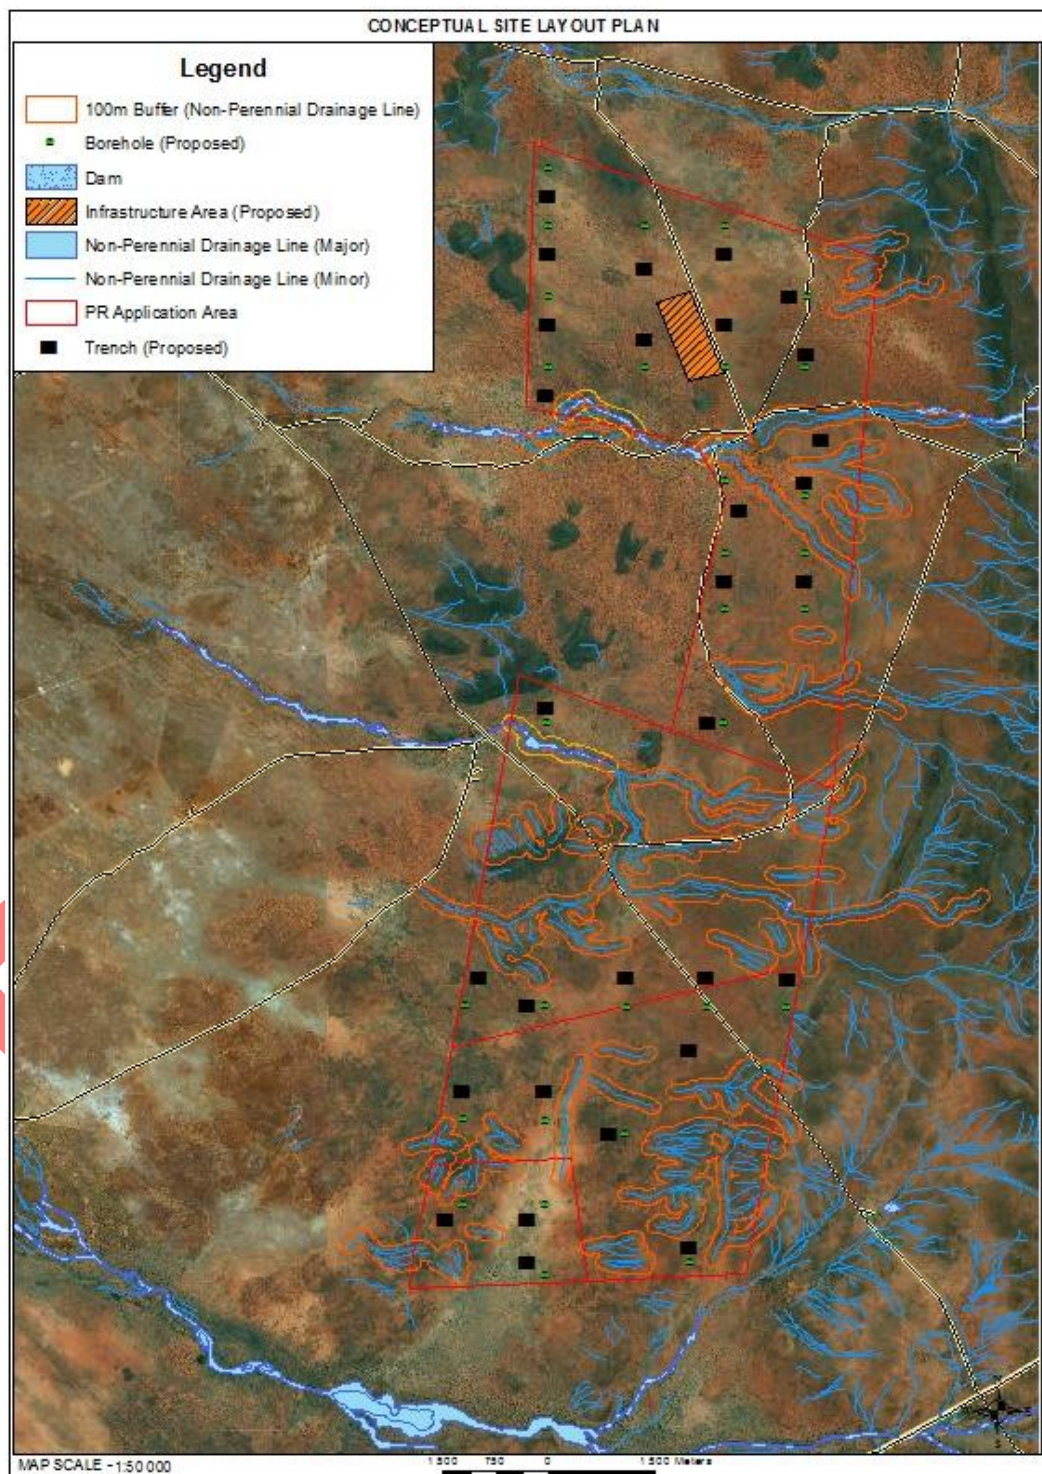 CONCEPTUAL SITE LAYOUT PLAN
Legend
100m Buffer (Non-Perennial Drainage Line)
Borehole (Proposed)
Dam
Infrastructure Area (Proposed)
Non-Perennial Drainage Line (Major)
Non-Perennial Drainage Line (Minor)
PR Application Area
Trench (Proposed)
MAP SCALE - 1:50 000
1 500 750 0 1 500 Meters